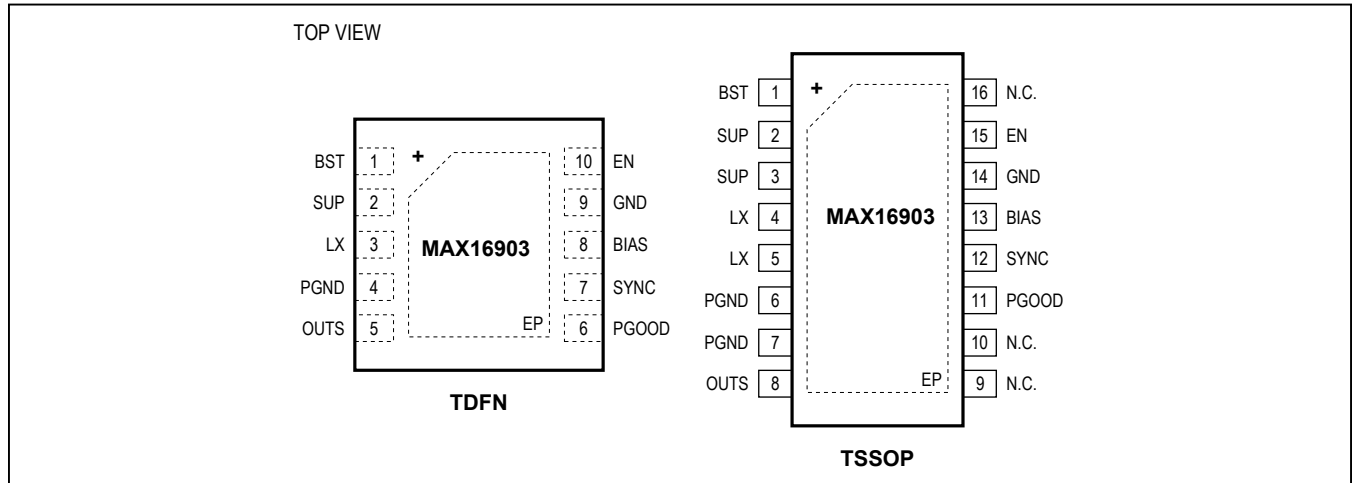 TOP VIEW
BST 1 + 10 EN
SUP 2 9 GND
LX 3 MAX16903 8 BIAS
PGND 4 7 SYNC
OUTS 5 EP 6 PGOOD
TDFN
BST 1 + 16 N.C.
SUP 2 15 EN
SUP 3 14 GND
LX 4 MAX16903 13 BIAS
LX 5 12 SYNC
PGND 6 11 PGOOD
PGND 7 10 N.C.
OUTS 8 EP 9 N.C.
TSSOP